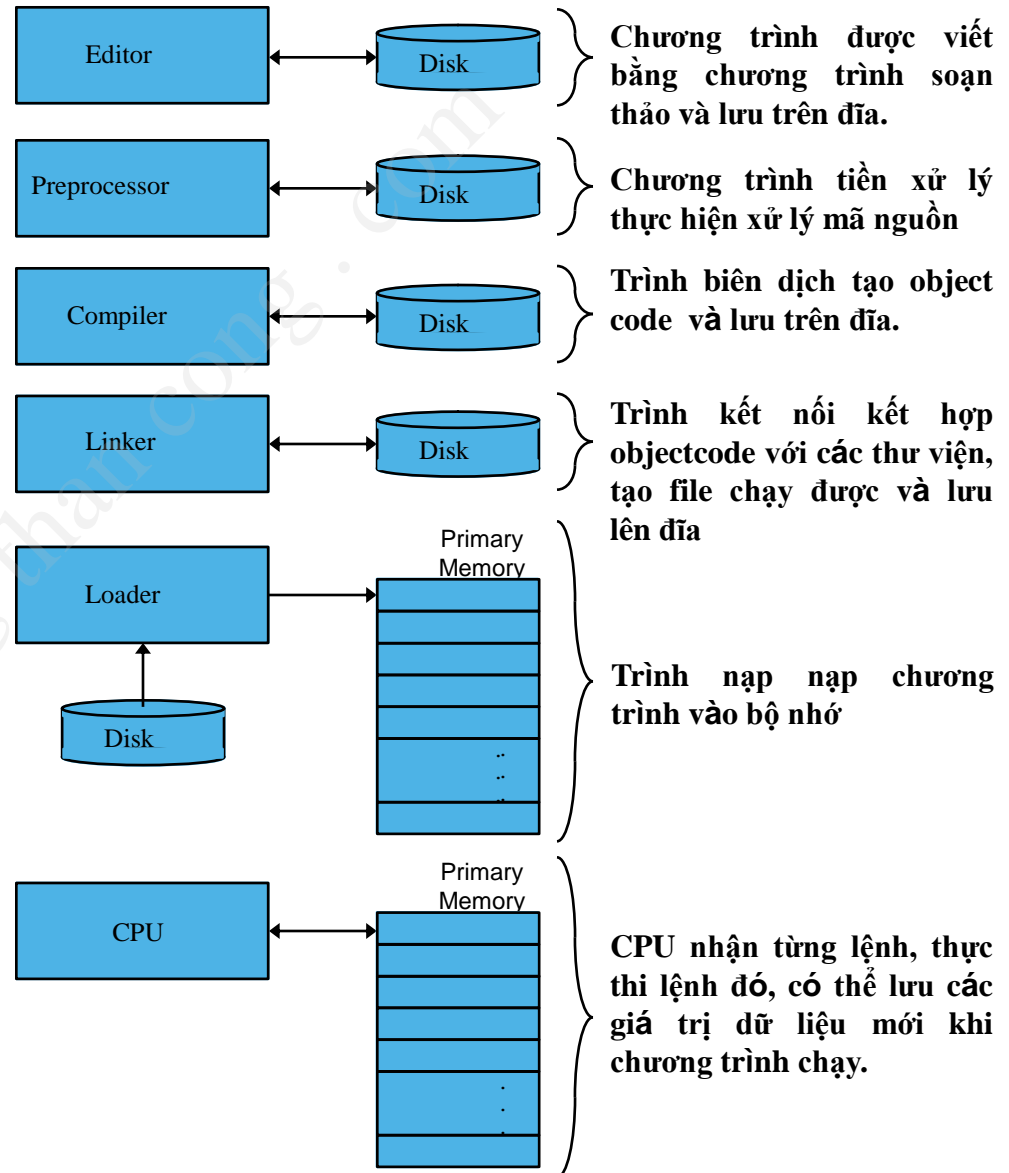 Editor
Disk
Chương trình được viết
bằng chương trình soạn
thảo và lưu trên đĩa.
Preprocessor
Disk
Chương trình tiền xử lý
thực hiện xử lý mã nguồn
Compiler
Disk
Trình biên dịch tạo object
code và lưu trên đĩa.
Linker
Disk
Trình kết nối kết hợp
objectcode với các thư viện,
tạo file chạy được và lưu
lên đĩa
Loader
Disk
Primary
Memory
Trình nạp nạp chương
trình vào bộ nhớ
CPU
Primary
Memory
CPU nhận từng lệnh, thực
thi lệnh đó, có thể lưu các
giá trị dữ liệu mới khi
chương trình chạy.
than cong . com